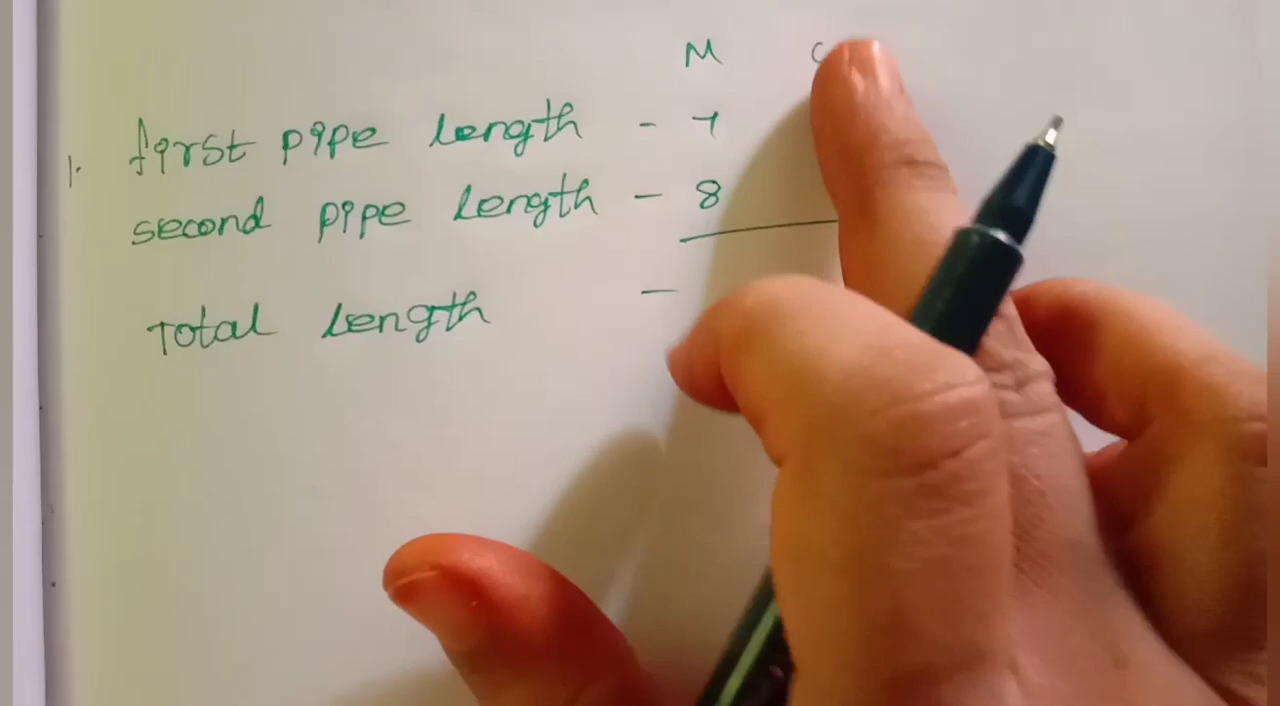 M C
1. first pipe length - 7
second pipe length - 8
Total length -